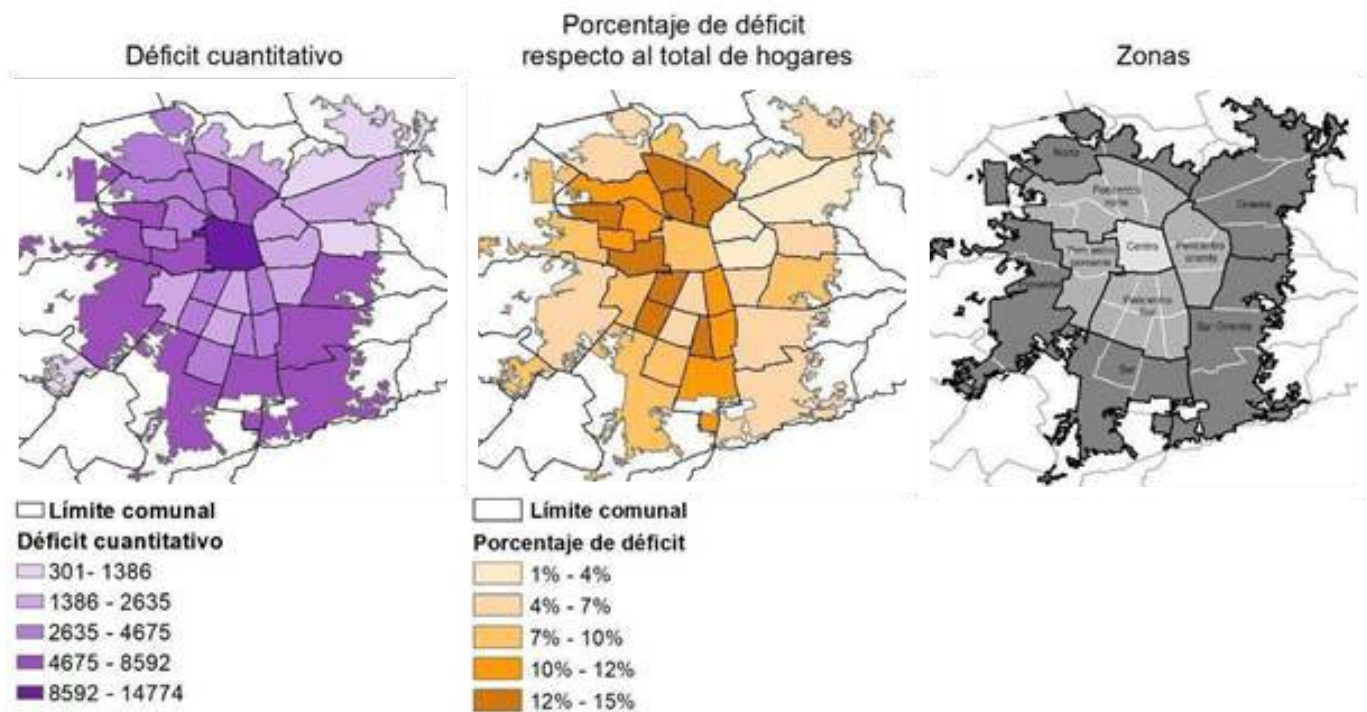 Déficit cuantitativo
Porcentaje de déficit
respecto al total de hogares
Zonas
Norte
Pericentro
norte
Oriente
Centro
Pericentro
oriente
Pericentro
poniente
Pericentro
Sur
Sur Oriente
Sur
Límite comunal
Déficit cuantitativo
301- 1386
1386 - 2635
2635 - 4675
4675 - 8592
8592 - 14774
Límite comunal
Porcentaje de déficit
1% - 4%
4% - 7%
7% - 10%
10% - 12%
12% - 15%